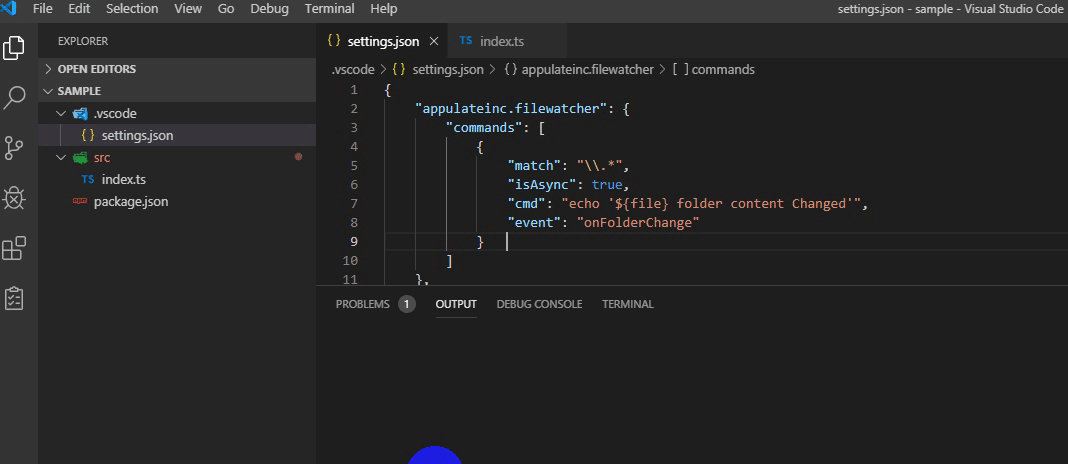 File Edit Selection View Go Debug Terminal Help
settings.json - sample - Visual Studio Code
EXPLORER
OPEN EDITORS
SAMPLE
.vscode
{} settings.json
src
TS index.ts
npm package.json
{} settings.json × TS index.ts
.vscode > {} settings.json > {} appulateinc.filewatcher > [ ] commands
1 {
2 "appulateinc.filewatcher": {
3 "commands": [
4 {
5 "match": "\\.*",
6 "isAsync": true,
7 "cmd": "echo '${file} folder content Changed'",
8 "event": "onFolderChange"
9 }
10 ]
11 },
PROBLEMS 1 OUTPUT DEBUG CONSOLE TERMINAL